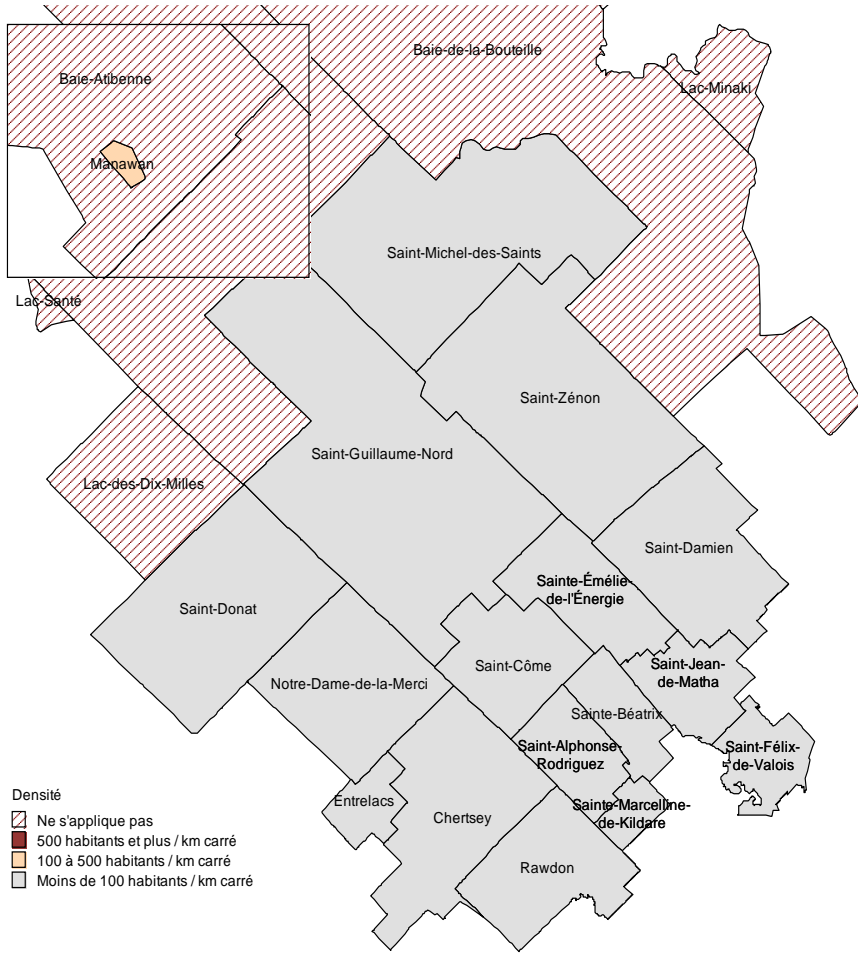 Baie-de-la-Bouteille
Baie-Atibenne
Lac-Minaki
Manawan
Saint-Michel-des-Saints
Lac-Santé
Saint-Zénon
Saint-Guillaume-Nord
Lac-des-Dix-Milles
Saint-Damien
Sainte-Émélie-
de-l'Énergie
Saint-Donat
Saint-Côme
Saint-Jean-
de-Matha
Notre-Dame-de-la-Merci
Sainte-Béatrix
Saint-Alphonse-
Rodriguez
Saint-Félix-
de-Valois
Entrelacs
Chertsey
Sainte-Marcelline-
de-Kildare
Rawdon
Densité
Ne s'applique pas
500 habitants et plus / km carré
100 à 500 habitants / km carré
Moins de 100 habitants / km carré